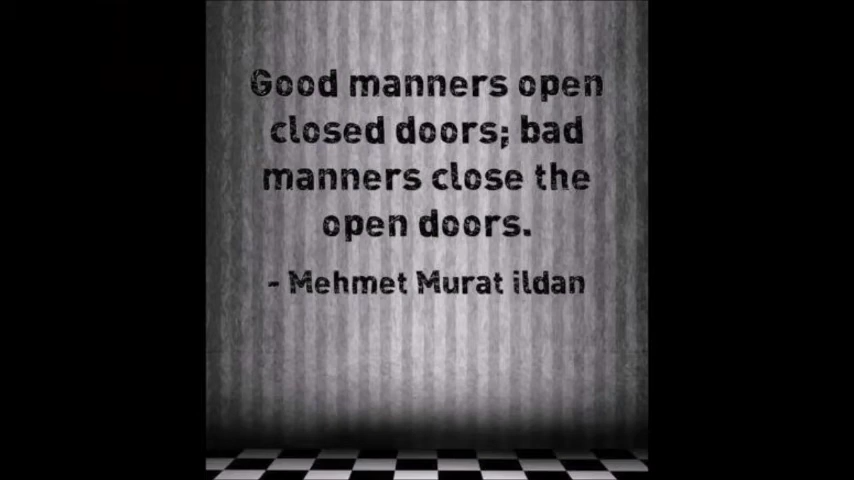 Good manners open
closed doors; bad
manners close the
open doors.
- Mehmet Murat ildan